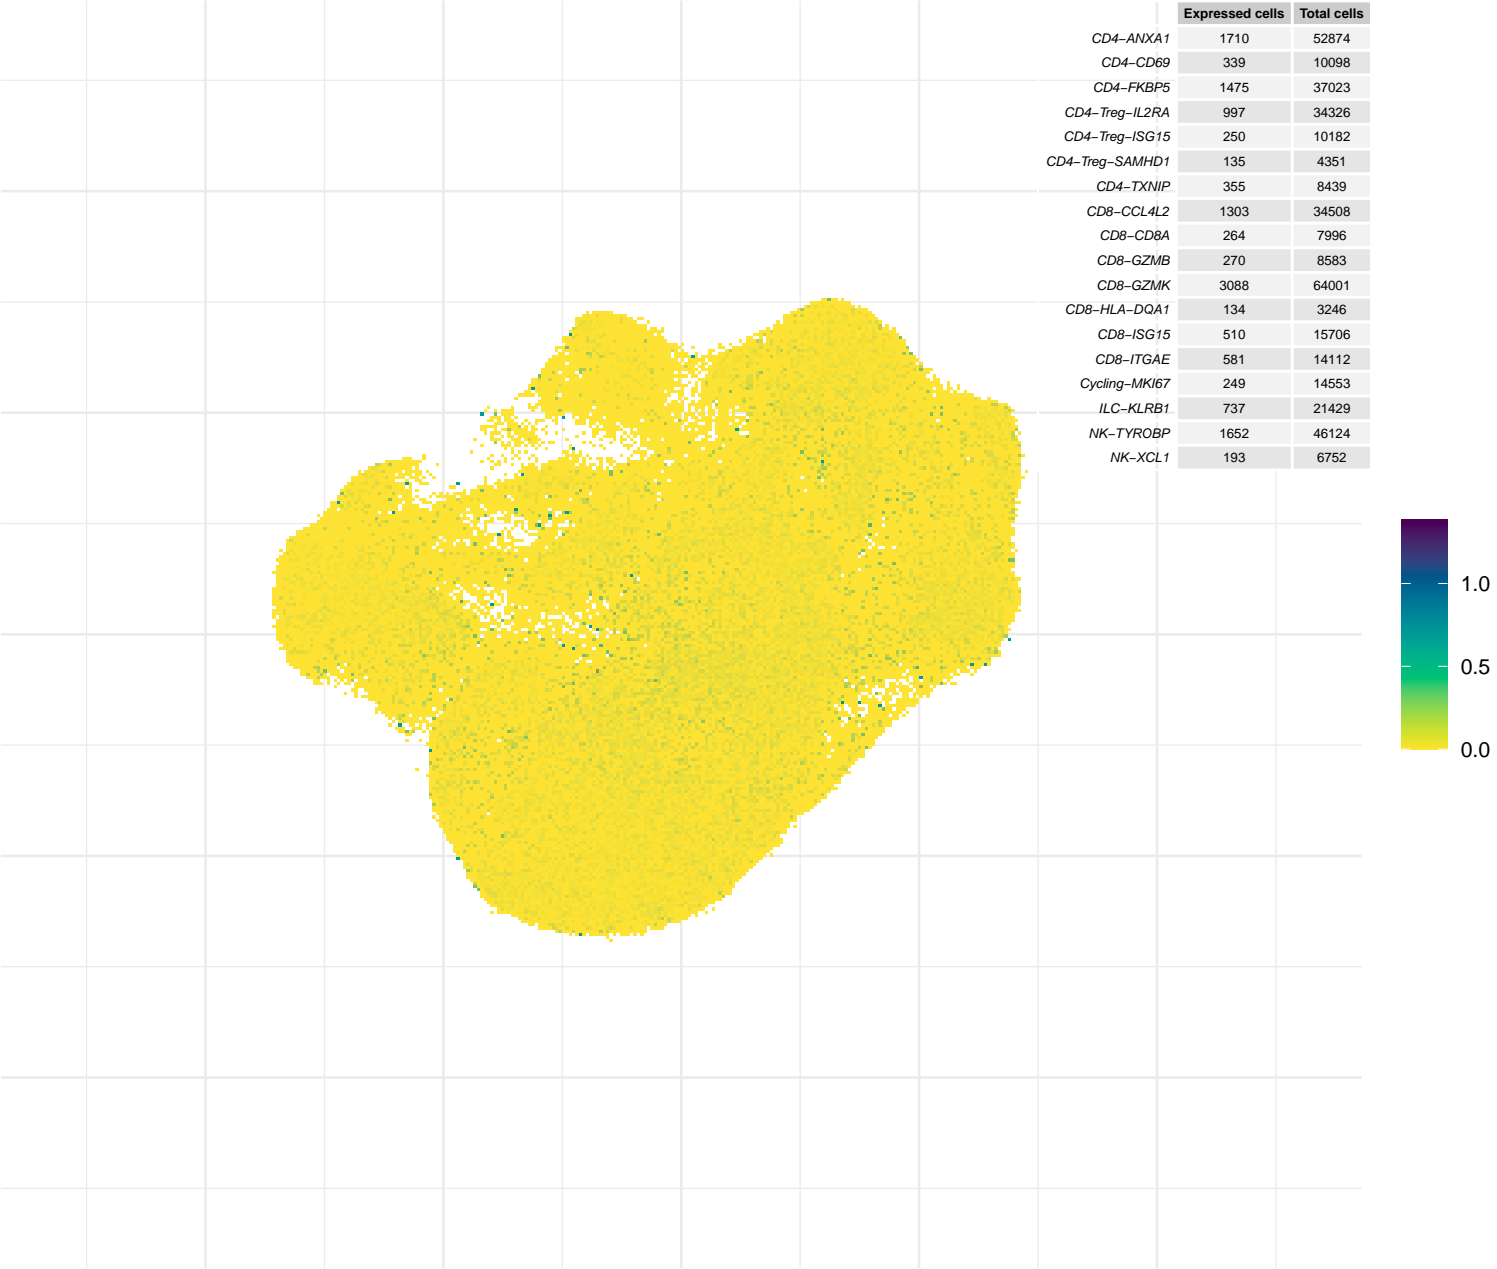 Expressed cells Total cells
CD4−ANXA1 1710 52874
CD4−CD69 339 10098
CD4−FKBP5 1475 37023
CD4−Treg−IL2RA 997 34326
CD4−Treg−ISG15 250 10182
CD4−Treg−SAMHD1 135 4351
CD4−TXNIP 355 8439
CD8−CCL4L2 1303 34508
CD8−CD8A 264 7996
CD8−GZMB 270 8583
CD8−GZMK 3088 64001
CD8−HLA−DQA1 134 3246
CD8−ISG15 510 15706
CD8−ITGAE 581 14112
Cycling−MKI67 249 14553
ILC−KLRB1 737 21429
NK−TYROBP 1652 46124
NK−XCL1 193 6752
1.0
0.5
0.0